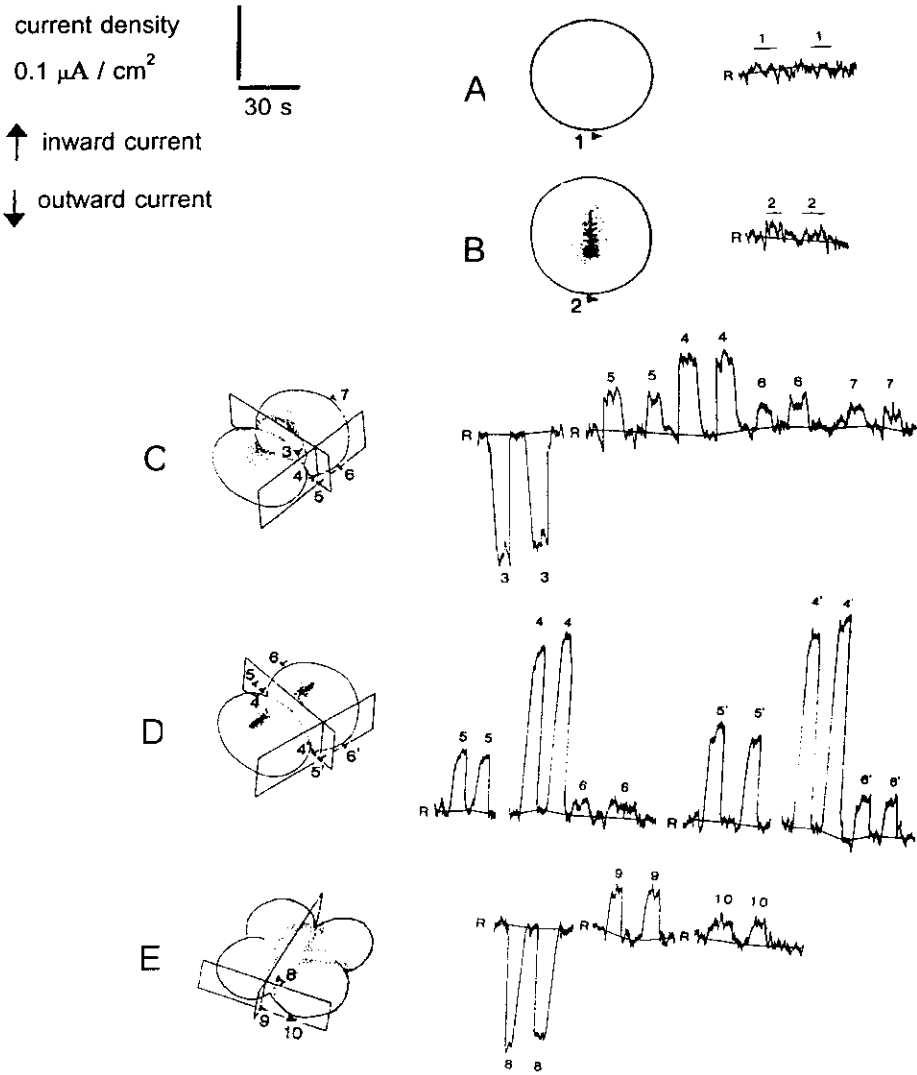 current density
0.1 µA / cm²
30 s
inward current
outward current
A
1
R
1 1
B
2
R
2 2
C
7
3
4
5
6
R
3 3
R
5 5 4 4 6 6 7 7
D
6
5
4
4'
5'
6'
R
5 5 4 4 6 6
R
5' 5' 4' 4' 6' 6'
E
8
9
10
R
8 8
R
9 9
R
10 10